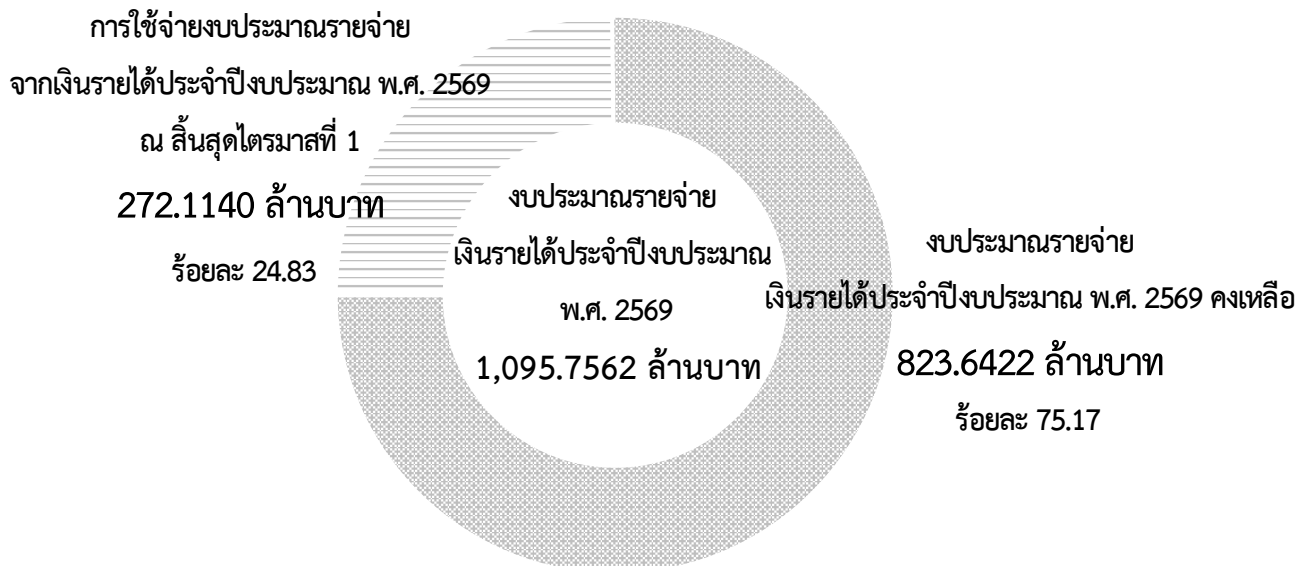 การใช้จ่ายงบประมาณรายจ่าย
จากเงินรายได้ประจำปีงบประมาณ พ.ศ. 2569
ณ สิ้นสุดไตรมาสที่ 1
272.1140 ล้านบาท
ร้อยละ 24.83
งบประมาณรายจ่าย
เงินรายได้ประจำปีงบประมาณ
พ.ศ. 2569
1,095.7562 ล้านบาท
งบประมาณรายจ่าย
เงินรายได้ประจำปีงบประมาณ พ.ศ. 2569 คงเหลือ
823.6422 ล้านบาท
ร้อยละ 75.17